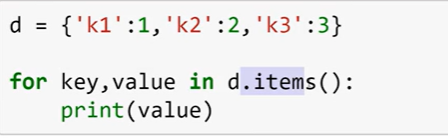 d = {'k1':1,'k2':2,'k3':3}
for key,value in d.items():
    print(value)